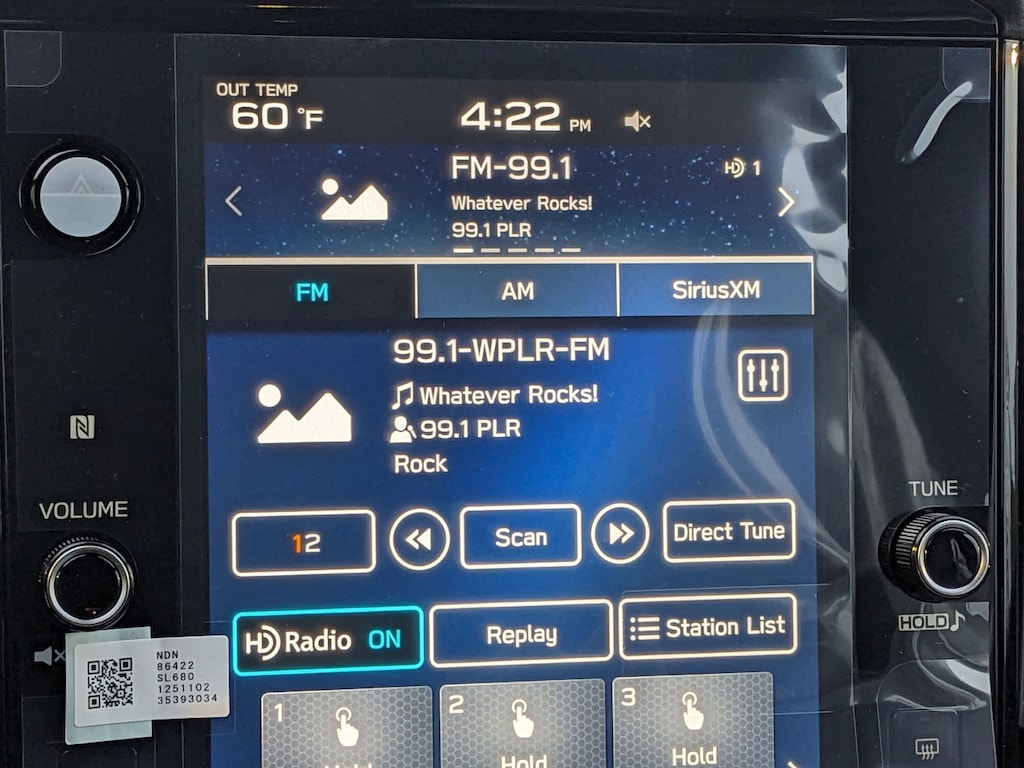 OUT TEMP
60 °F
4:22 PM
FM-99.1
HD 1
Whatever Rocks!
99.1 PLR
FM
AM
SiriusXM
99.1-WPLR-FM
Whatever Rocks!
99.1 PLR
Rock
VOLUME
TUNE
12
Scan
Direct Tune
HOLD
HD Radio ON
Replay
Station List
NDN
86422
SL680
1251102
35393034
1
2
3
Hold
Hold
Hold